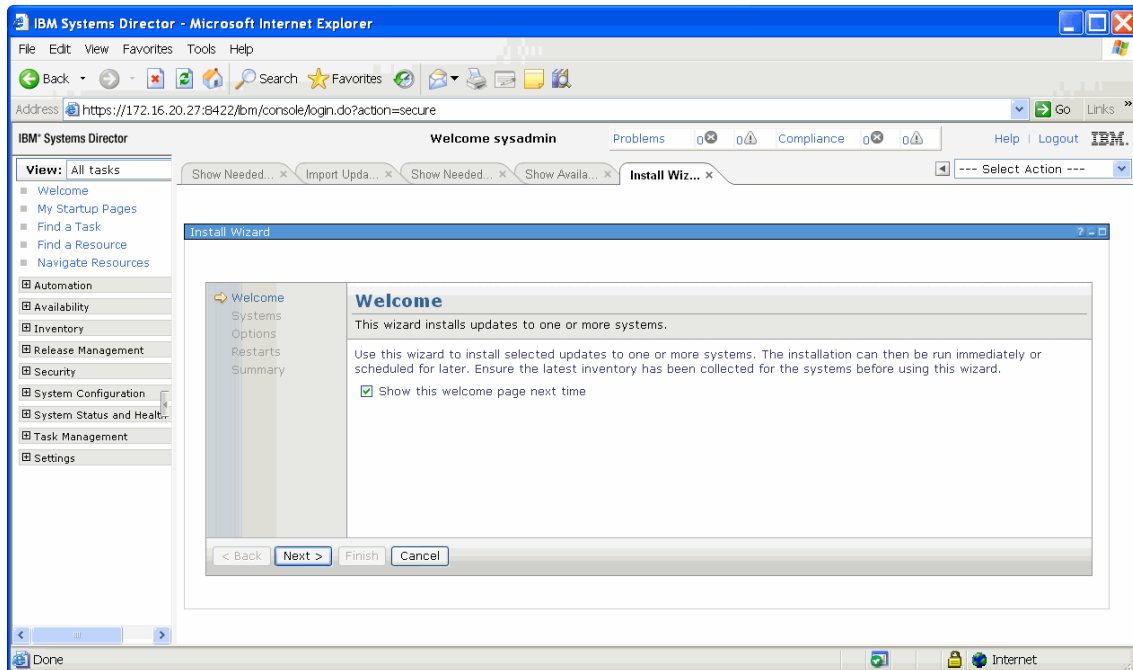 IBM Systems Director - Microsoft Internet Explorer
File Edit View Favorites Tools Help
Back Search Favorites
Address https://172.16.20.27:8422/ibm/console/login.do?action=secure Go Links »
IBM® Systems Director Welcome sysadmin Problems 0 0 Compliance 0 0 Help | Logout IBM.
View: All tasks
Show Needed... × Import Upda... × Show Needed... × Show Availa... × Install Wiz... × --- Select Action ---
Welcome
My Startup Pages
Find a Task
Find a Resource
Navigate Resources
Automation
Availability
Inventory
Release Management
Security
System Configuration
System Status and Healt
Task Management
Settings
Install Wizard ?
Welcome
Systems
Options
Restarts
Summary
Welcome
This wizard installs updates to one or more systems.
Use this wizard to install selected updates to one or more systems. The installation can then be run immediately or
scheduled for later. Ensure the latest inventory has been collected for the systems before using this wizard.
Show this welcome page next time
< Back Next > Finish Cancel
Done Internet